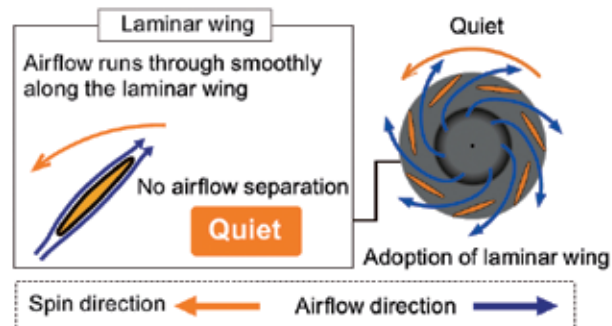 Laminar wing
Airflow runs through smoothly
along the laminar wing
No airflow separation
Quiet
Quiet
Adoption of laminar wing
Spin direction
Airflow direction